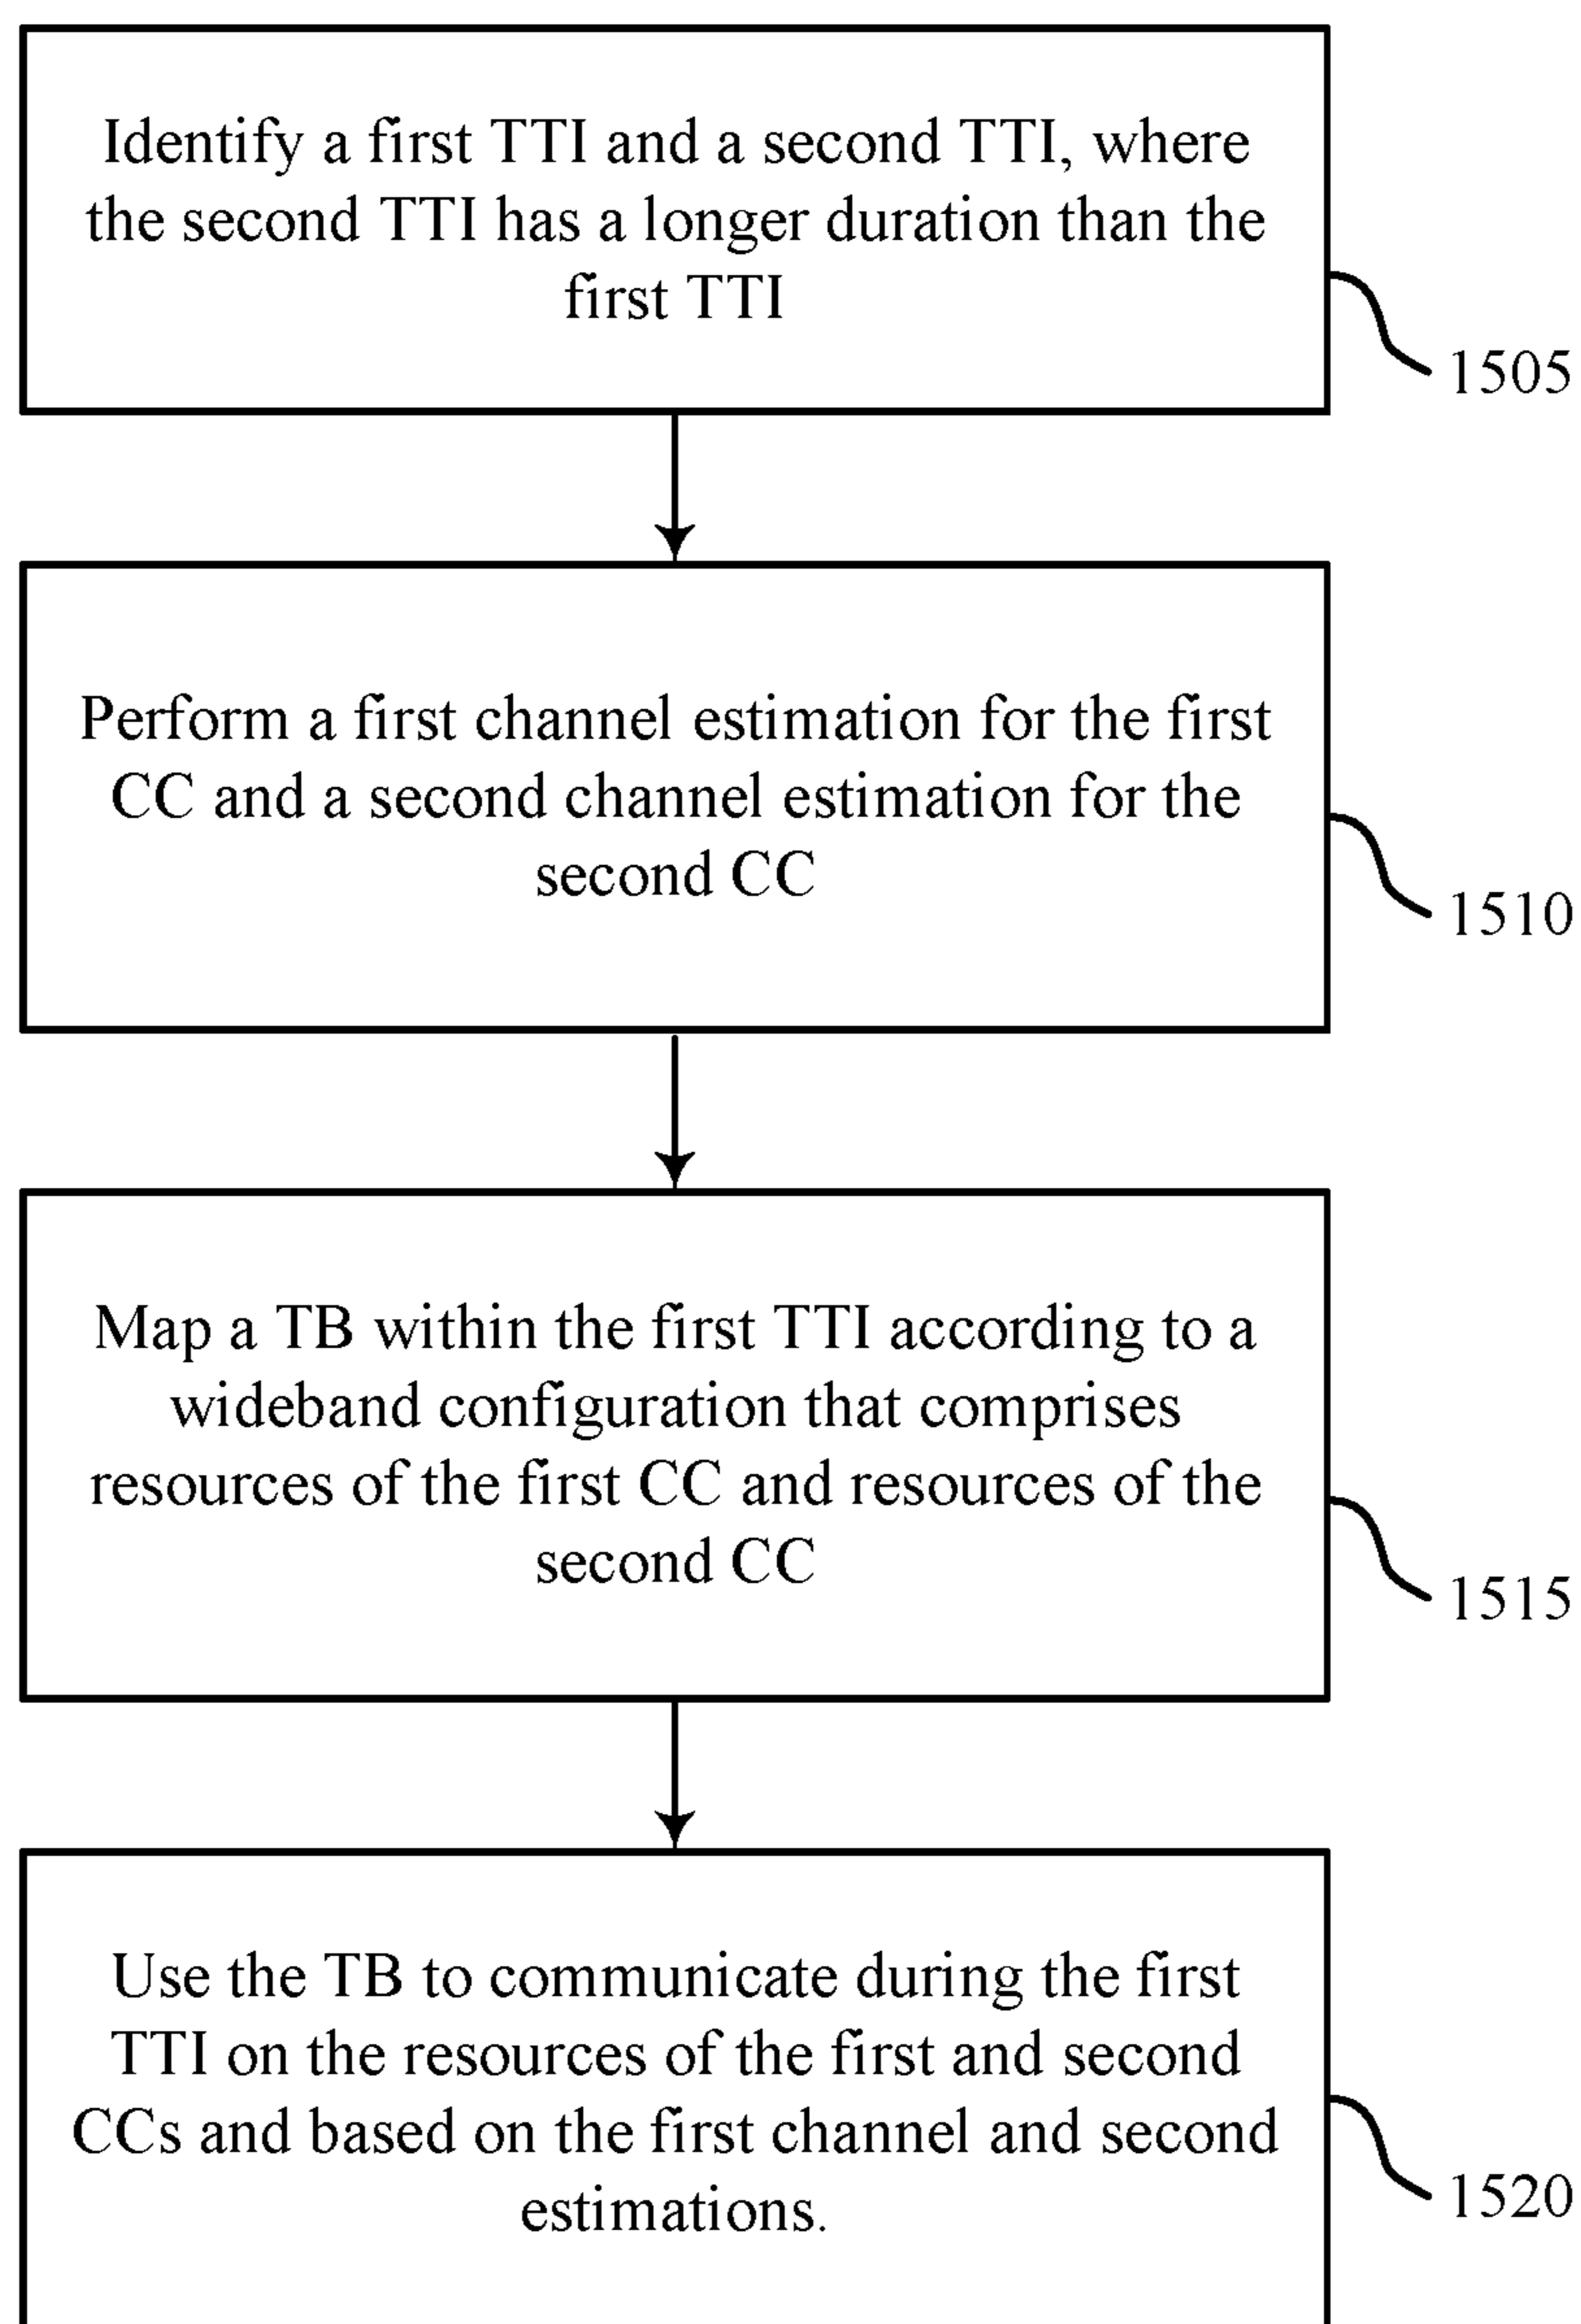 Identify a first TTI and a second TTI, where
the second TTI has a longer duration than the
first TTI
1505
Perform a first channel estimation for the first
CC and a second channel estimation for the
second CC
1510
Map a TB within the first TTI according to a
wideband configuration that comprises
resources of the first CC and resources of the
second CC
1515
Use the TB to communicate during the first
TTI on the resources of the first and second
CCs and based on the first channel and second
estimations.
1520